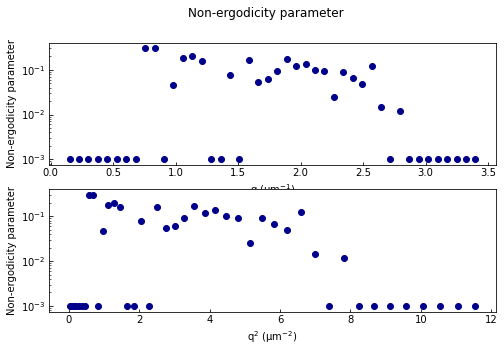 Non-ergodicity parameter
Non-ergodicity parameter
10⁻¹
10⁻²
10⁻³
0.0 0.5 1.0 1.5 2.0 2.5 3.0 3.5
q (μm⁻¹)
Non-ergodicity parameter
10⁻¹
10⁻²
10⁻³
0 2 4 6 8 10 12
q² (μm⁻²)